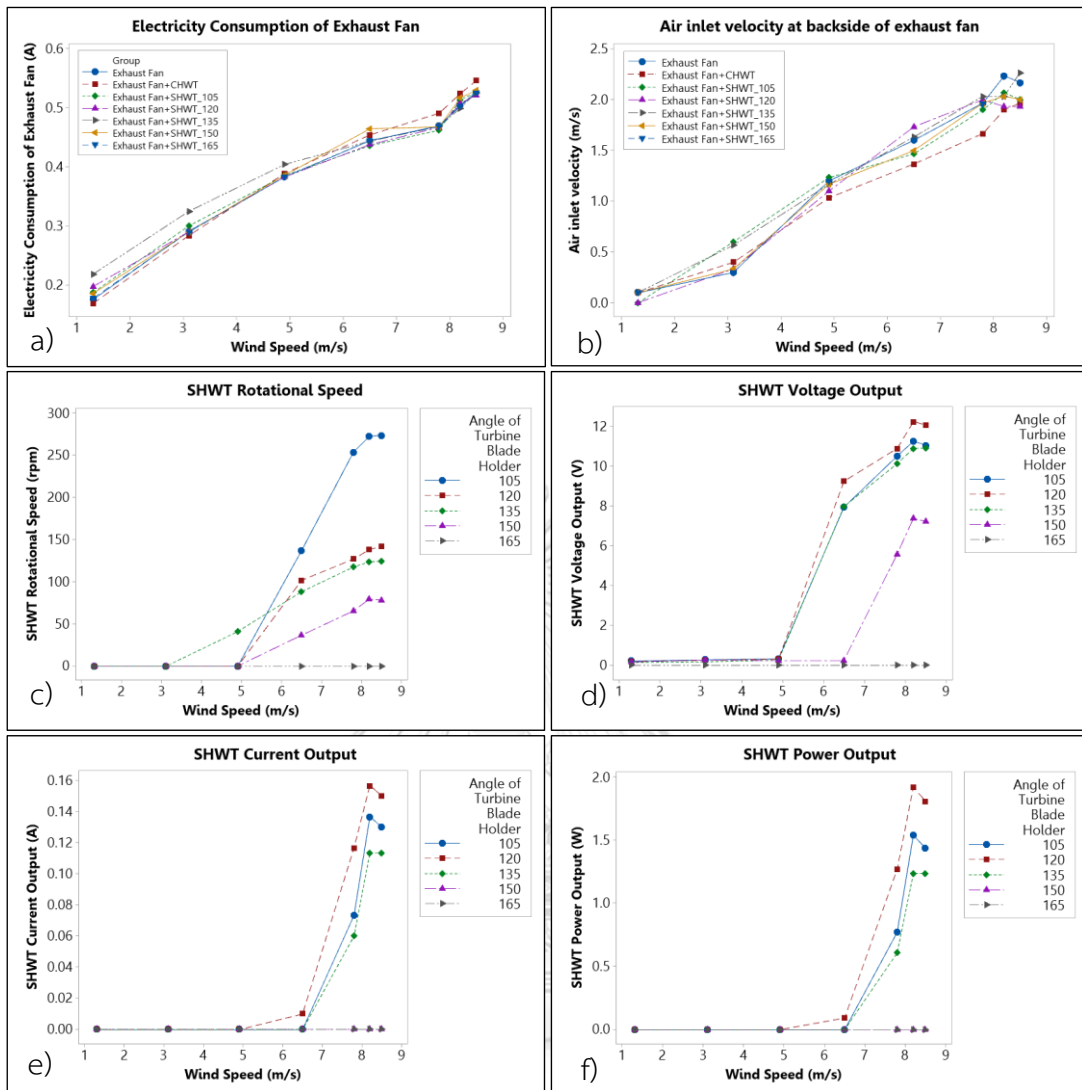 Electricity Consumption of Exhaust Fan
Electricity Consumption of Exhaust Fan (A)
0.6
0.5
0.4
0.3
0.2
Group
Exhaust Fan
Exhaust Fan+CHWT
Exhaust Fan+SHWT_105
Exhaust Fan+SHWT_120
Exhaust Fan+SHWT_135
Exhaust Fan+SHWT_150
Exhaust Fan+SHWT_165
1 2 3 4 5 6 7 8 9
Wind Speed (m/s)
a)
Air inlet velocity at backside of exhaust fan
Air inlet velocity (m/s)
2.5
2.0
1.5
1.0
0.5
0.0
Exhaust Fan
Exhaust Fan+CHWT
Exhaust Fan+SHWT_105
Exhaust Fan+SHWT_120
Exhaust Fan+SHWT_135
Exhaust Fan+SHWT_150
Exhaust Fan+SHWT_165
1 2 3 4 5 6 7 8 9
Wind Speed (m/s)
b)
SHWT Rotational Speed
SHWT Rotational Speed (rpm)
300
250
200
150
100
50
0
1 2 3 4 5 6 7 8 9
Wind Speed (m/s)
Angle of
Turbine
Blade
Holder
105
120
135
150
165
c)
SHWT Voltage Output
SHWT Voltage Output (V)
12
10
8
6
4
2
0
1 2 3 4 5 6 7 8 9
Wind Speed (m/s)
Angle of
Turbine
Blade
Holder
105
120
135
150
165
d)
SHWT Current Output
SHWT Current Output (A)
0.16
0.14
0.12
0.10
0.08
0.06
0.04
0.02
0.00
1 2 3 4 5 6 7 8 9
Wind Speed (m/s)
Angle of
Turbine
Blade
Holder
105
120
135
150
165
e)
SHWT Power Output
SHWT Power Output (W)
2.0
1.5
1.0
0.5
0.0
1 2 3 4 5 6 7 8 9
Wind Speed (m/s)
Angle of
Turbine
Blade
Holder
105
120
135
150
165
f)